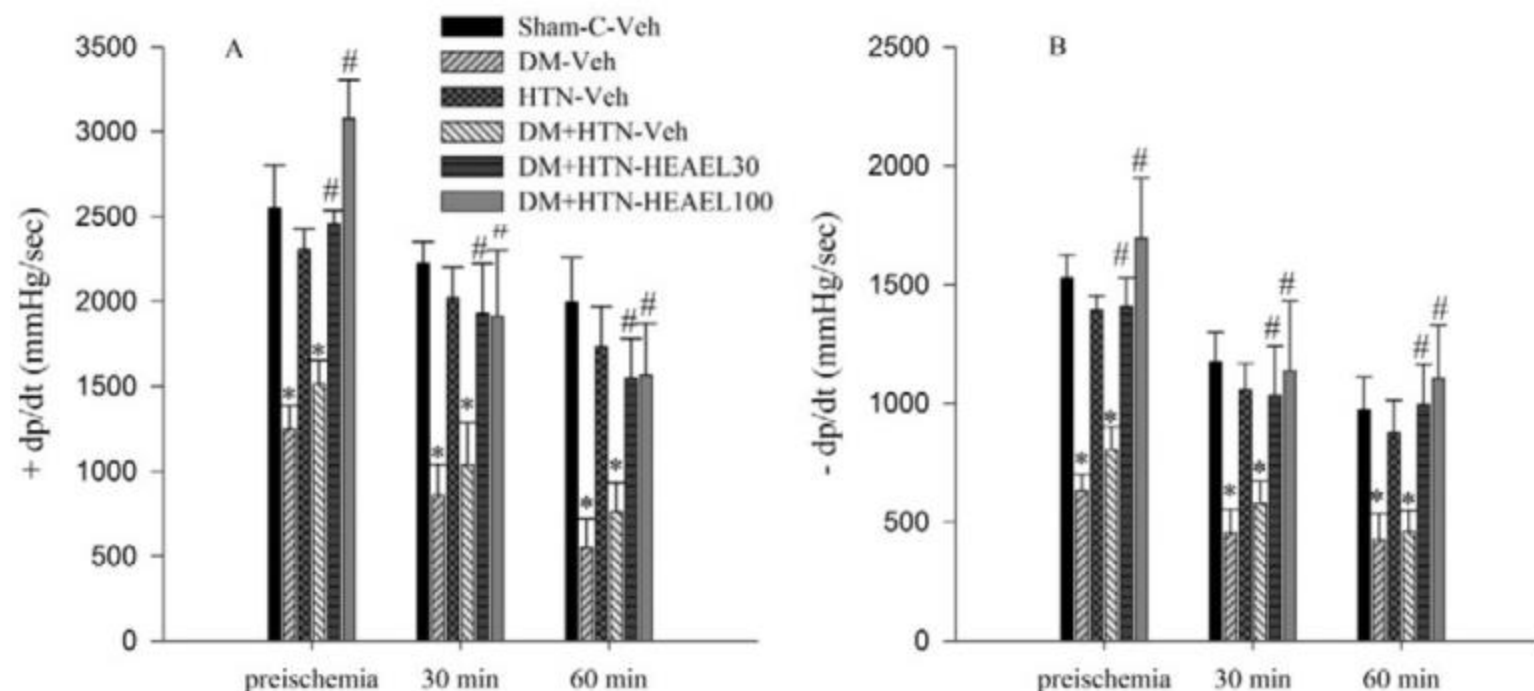 A
Sham-C-Veh
DM-Veh
HTN-Veh
DM+HTN-Veh
DM+HTN-HEAEL30
DM+HTN-HEAEL100
+ dp/dt (mmHg/sec)
3500
3000
2500
2000
1500
1000
500
0
* * # #
* * # #
* * # #
preischemia 30 min 60 min
B
- dp/dt (mmHg/sec)
2500
2000
1500
1000
500
0
* * # #
* * # #
* * # #
preischemia 30 min 60 min